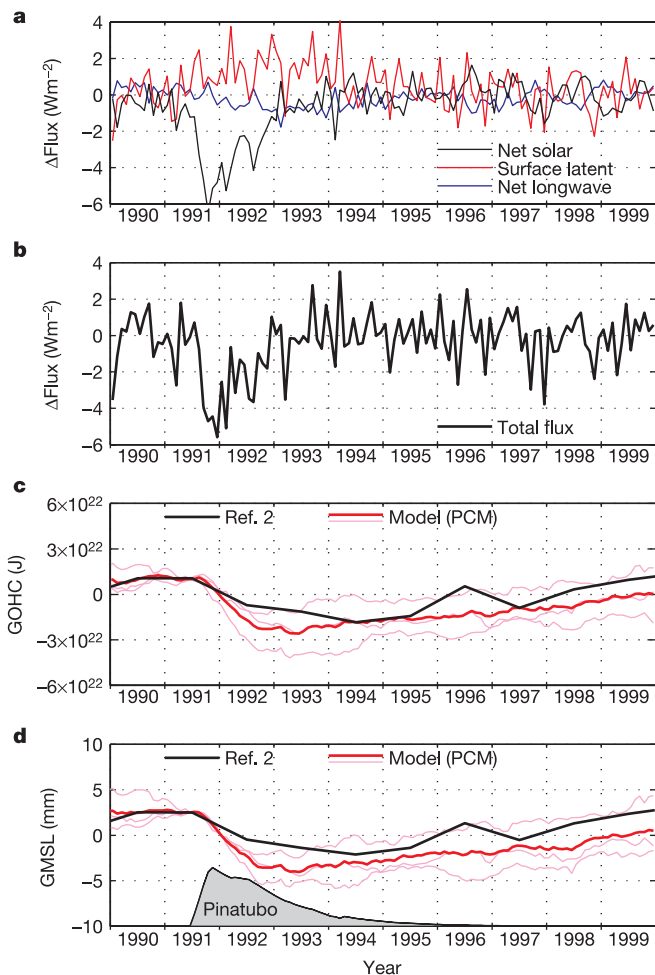 a
4
2
0
−2
−4
−6
ΔFlux (Wm⁻²)
Net solar
Surface latent
Net longwave
1990 1991 1992 1993 1994 1995 1996 1997 1998 1999
b
4
2
0
−2
−4
−6
ΔFlux (Wm⁻²)
Total flux
1990 1991 1992 1993 1994 1995 1996 1997 1998 1999
c
6×10²²
3×10²²
0
−3×10²²
−6×10²²
GOHC (J)
Ref. 2 Model (PCM)
1990 1991 1992 1993 1994 1995 1996 1997 1998 1999
d
10
5
0
−5
−10
GMSL (mm)
Ref. 2 Model (PCM)
Pinatubo
1990 1991 1992 1993 1994 1995 1996 1997 1998 1999
Year